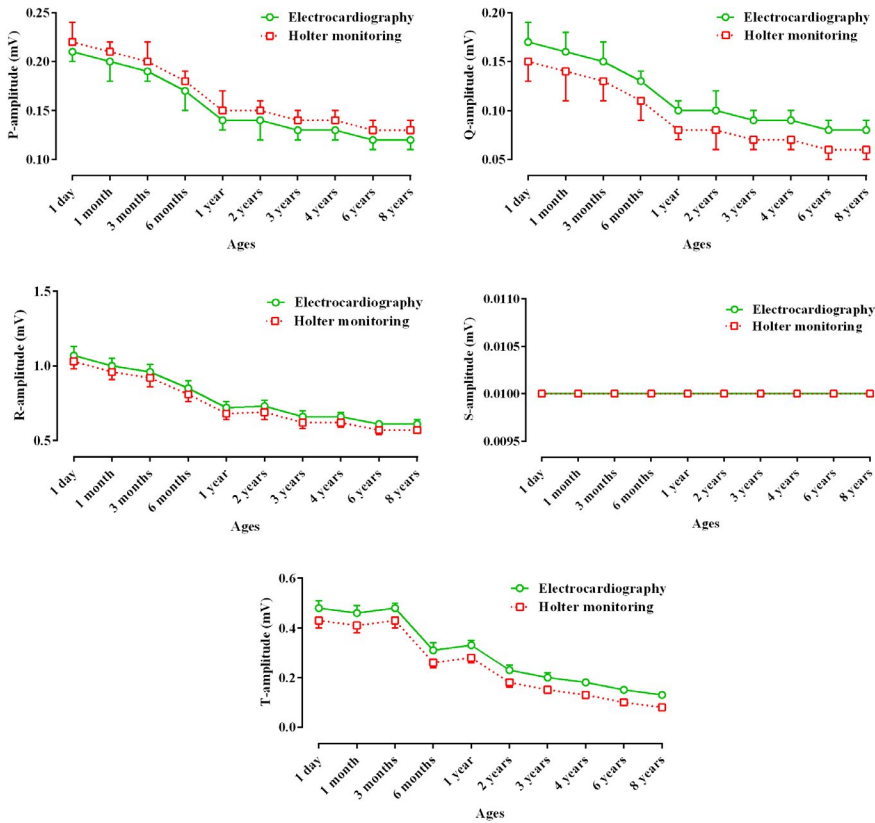 P-amplitude (mV)
0.25
0.20
0.15
0.10
Electrocardiography
Holter monitoring
1 day
1 month
3 months
6 months
1 year
2 years
3 years
4 years
6 years
8 years
Ages
Q-amplitude (mV)
0.20
0.15
0.10
0.05
Electrocardiography
Holter monitoring
1 day
1 month
3 months
6 months
1 year
2 years
3 years
4 years
6 years
8 years
Ages
R-amplitude (mV)
1.5
1.0
0.5
Electrocardiography
Holter monitoring
1 day
1 month
3 months
6 months
1 year
2 years
3 years
4 years
6 years
8 years
Ages
S-amplitude (mV)
0.0110
0.0105
0.0100
0.0095
Electrocardiography
Holter monitoring
1 day
1 month
3 months
6 months
1 year
2 years
3 years
4 years
6 years
8 years
Ages
T-amplitude (mV)
0.6
0.4
0.2
0.0
Electrocardiography
Holter monitoring
1 day
1 month
3 months
6 months
1 year
2 years
3 years
4 years
6 years
8 years
Ages